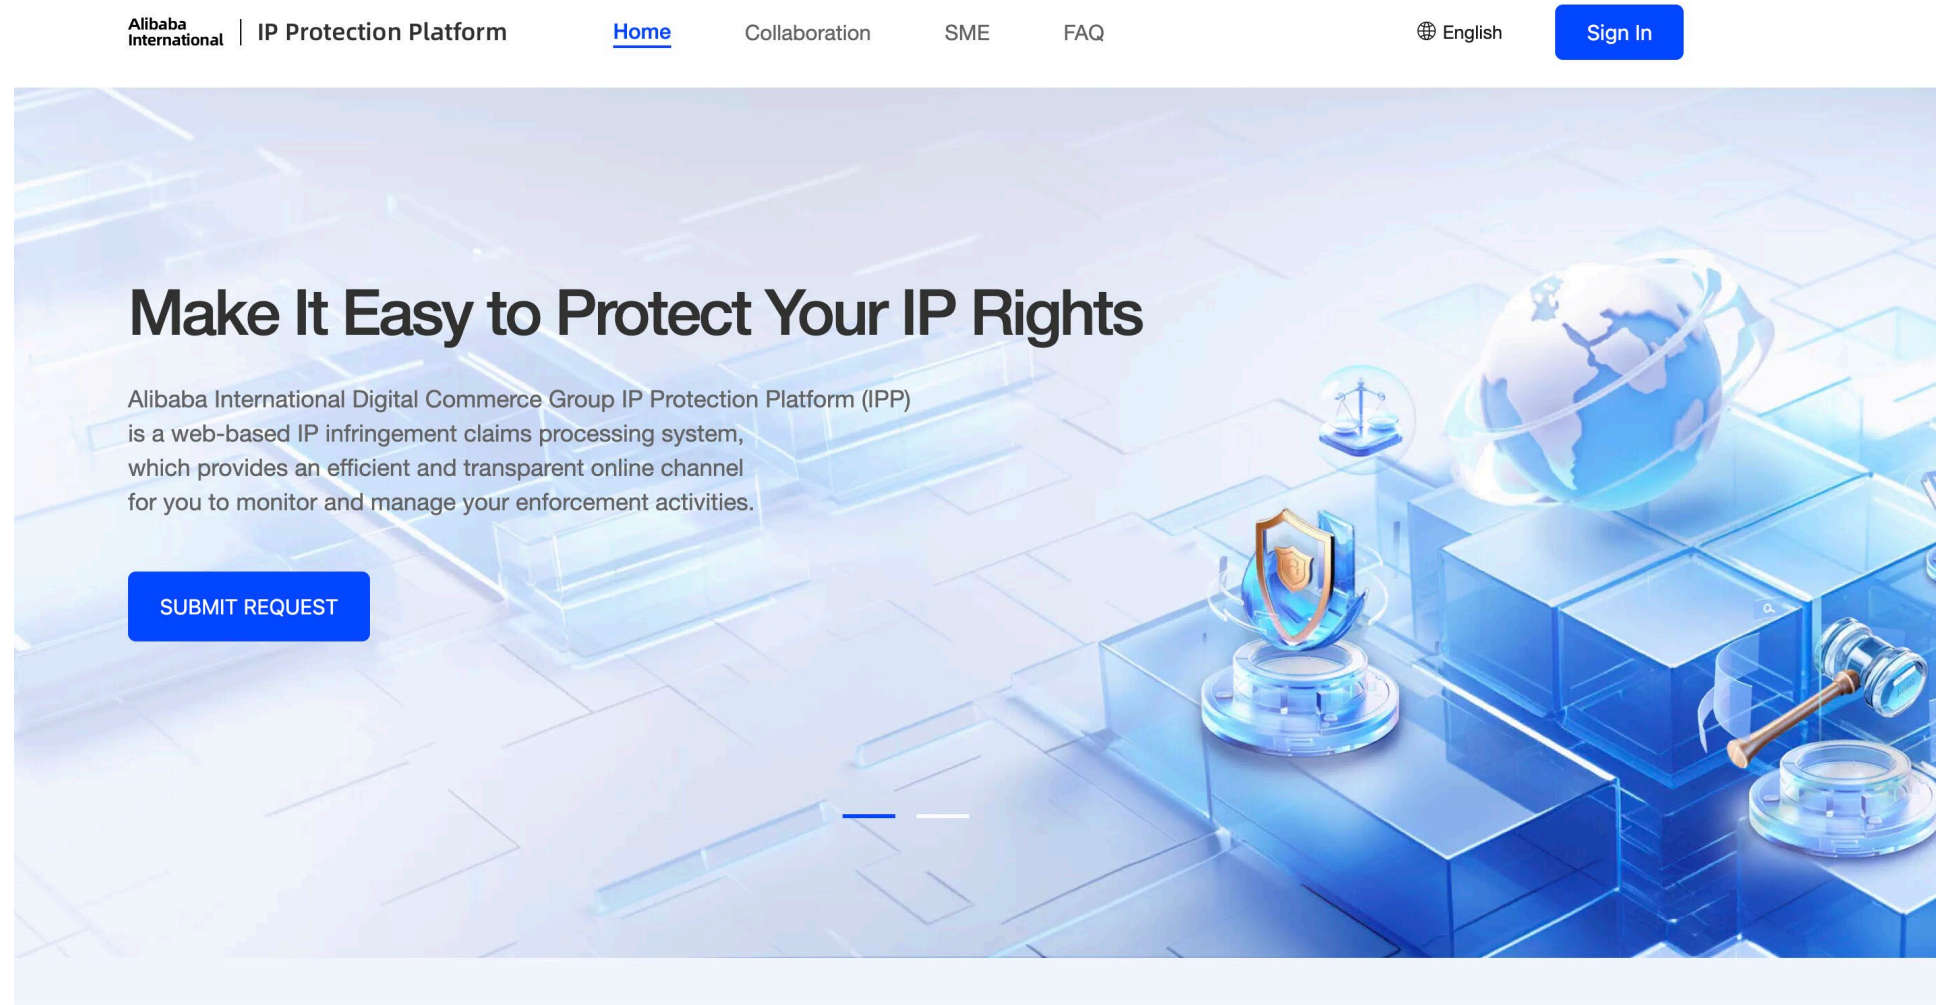 Alibaba
International
IP Protection Platform
Home
Collaboration
SME
FAQ
English
Sign In
Make It Easy to Protect Your IP Rights
Alibaba International Digital Commerce Group IP Protection Platform (IPP)
is a web-based IP infringement claims processing system,
which provides an efficient and transparent online channel
for you to monitor and manage your enforcement activities.
SUBMIT REQUEST